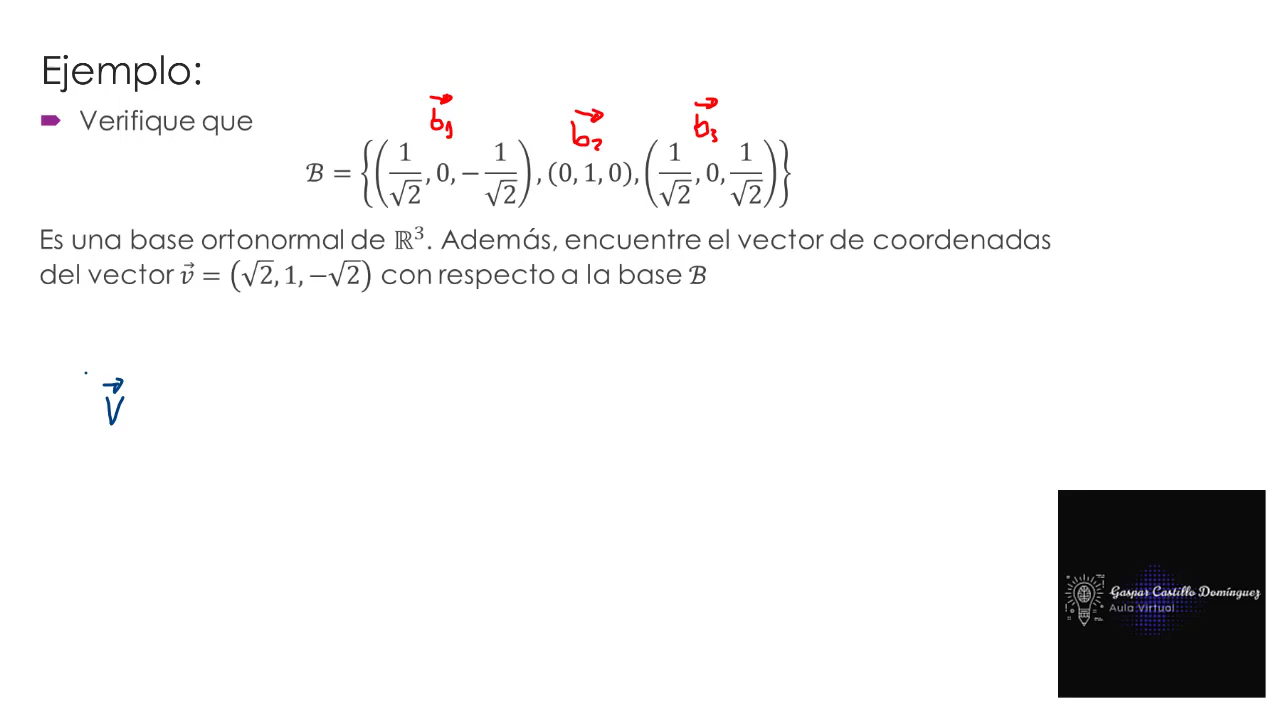 Ejemplo:
Verifique que
b₁ b₂ b₃
ℬ = {(1/√2, 0, −1/√2), (0, 1, 0), (1/√2, 0, 1/√2)}
Es una base ortonormal de ℝ³. Además, encuentre el vector de coordenadas
del vector v⃗ = (√2, 1, −√2) con respecto a la base ℬ
V⃗
Gaspar Castillo Domínguez
Aula Virtual